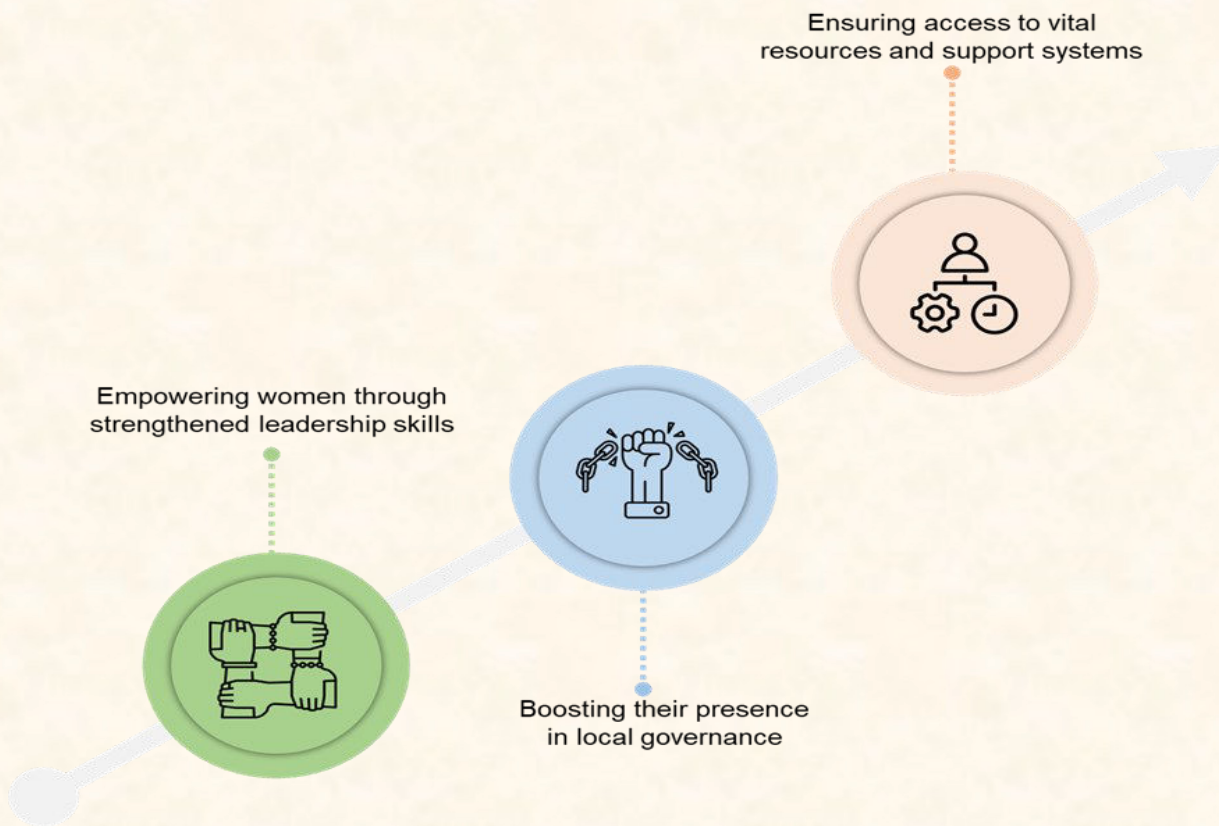 Ensuring access to vital
resources and support systems
Empowering women through
strengthened leadership skills
Boosting their presence
in local governance